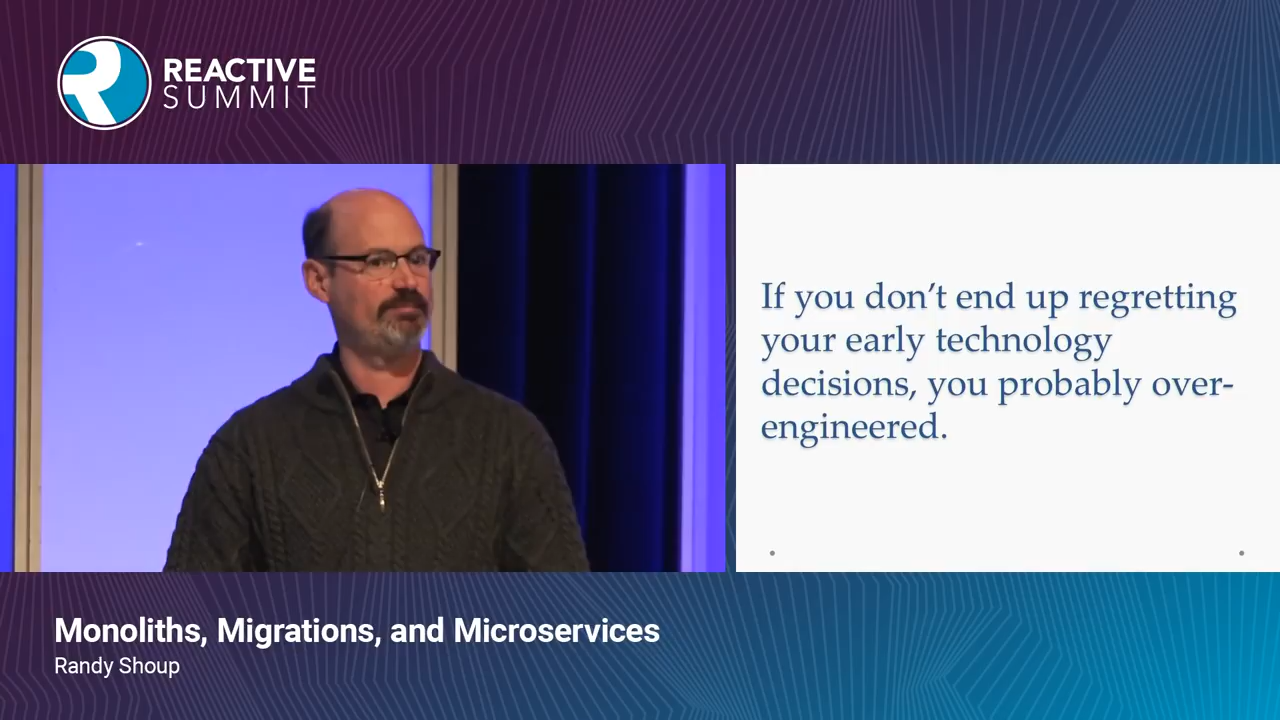 REACTIVE
SUMMIT
If you don’t end up regretting
your early technology
decisions, you probably over-
engineered.
Monoliths, Migrations, and Microservices
Randy Shoup